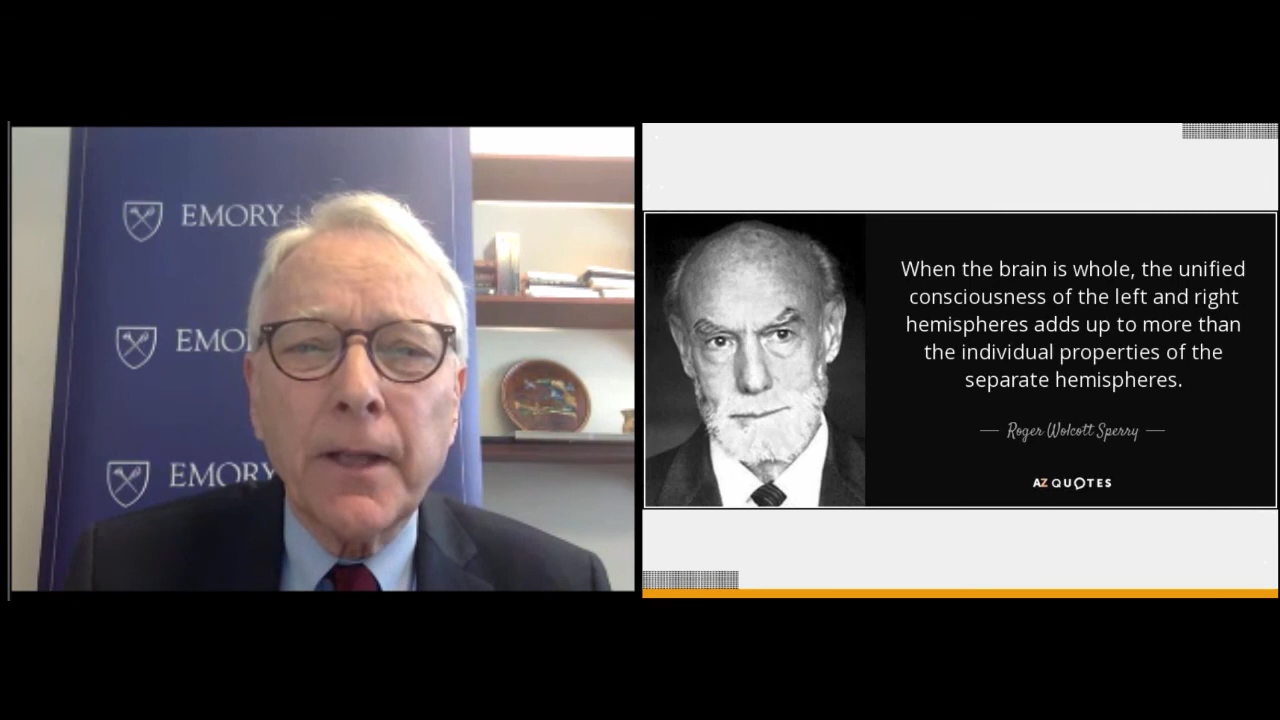 EMORY
EMO
EMORY
When the brain is whole, the unified
consciousness of the left and right
hemispheres adds up to more than
the individual properties of the
separate hemispheres.
Roger Wolcott Sperry
AZ QUOTES